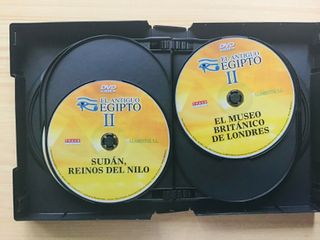 DVD
EL ANTIGUO
EGIPTO
II
SUDÁN,
REINOS DEL NILO
DVD
EL ANTIGUO
EGIPTO
II
EL MUSEO
BRITÁNICO
DE LONDRES